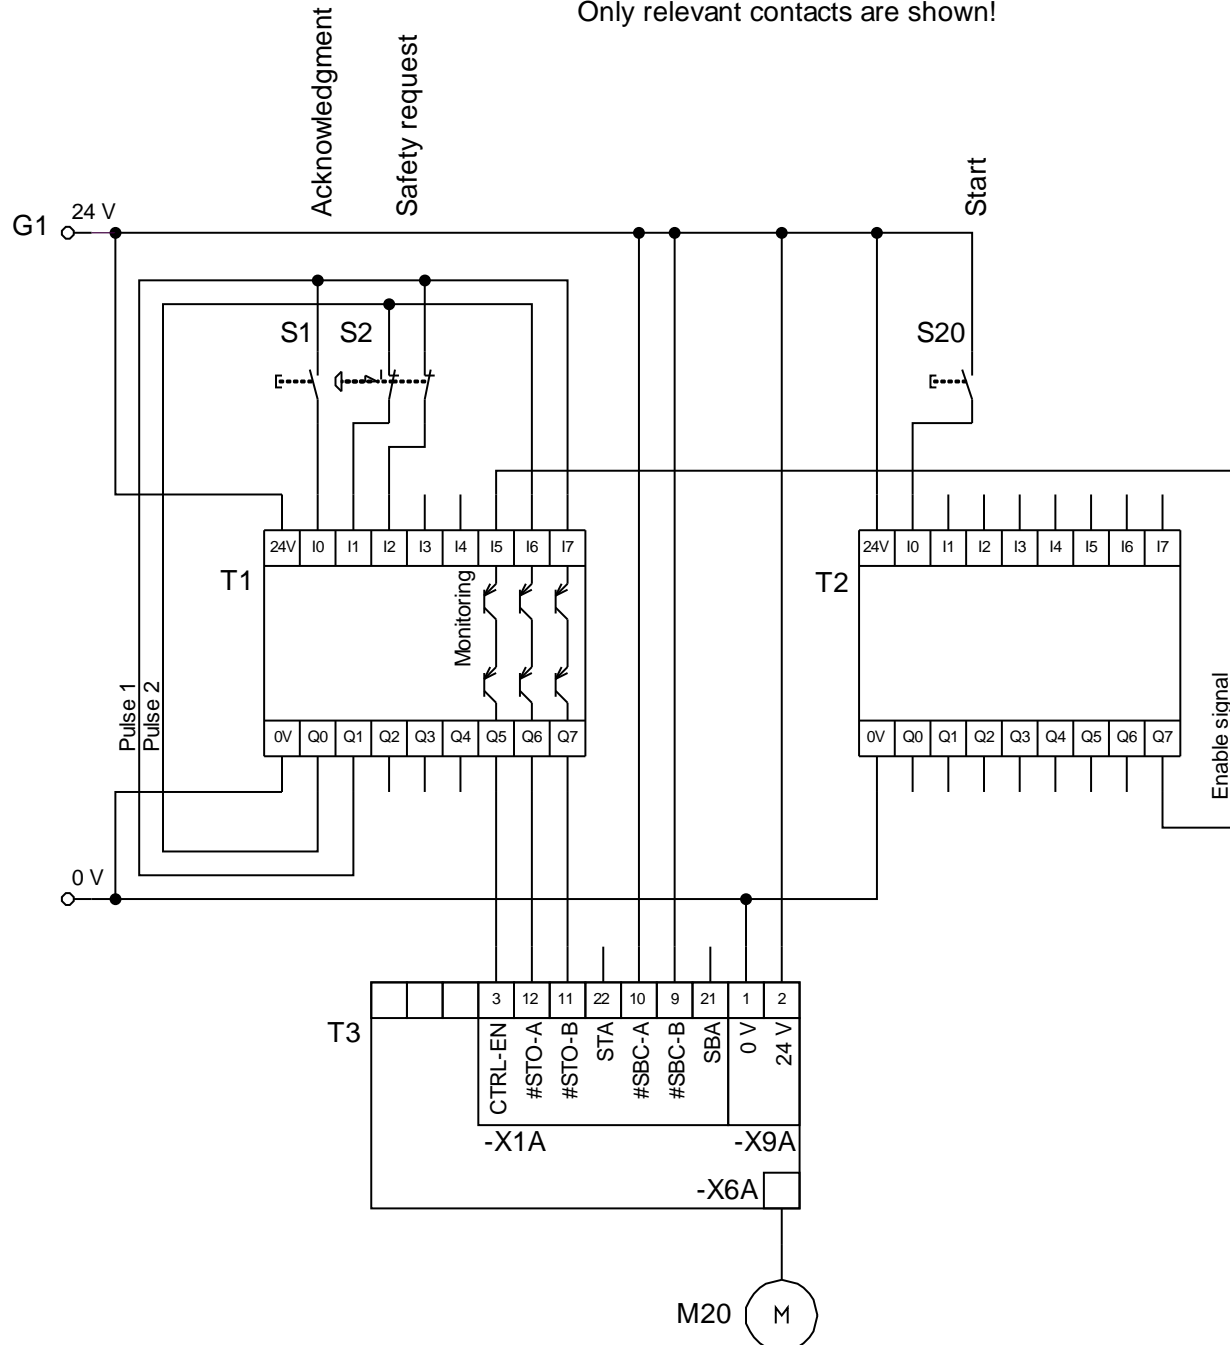 Only relevant contacts are shown!
Acknowledgment
Safety request
Start
G1
24 V
S1
S2
S20
24V I0 I1 I2 I3 I4 I5 I6 I7
24V I0 I1 I2 I3 I4 I5 I6 I7
T1
Monitoring
T2
Pulse 1
Pulse 2
Enable signal
0V Q0 Q1 Q2 Q3 Q4 Q5 Q6 Q7
0V Q0 Q1 Q2 Q3 Q4 Q5 Q6 Q7
0 V
3 12 11 22 10 9 21 1 2
T3
CTRL-EN
#STO-A
#STO-B
STA
#SBC-A
#SBC-B
SBA
0 V
24 V
-X1A
-X9A
-X6A
M20
M